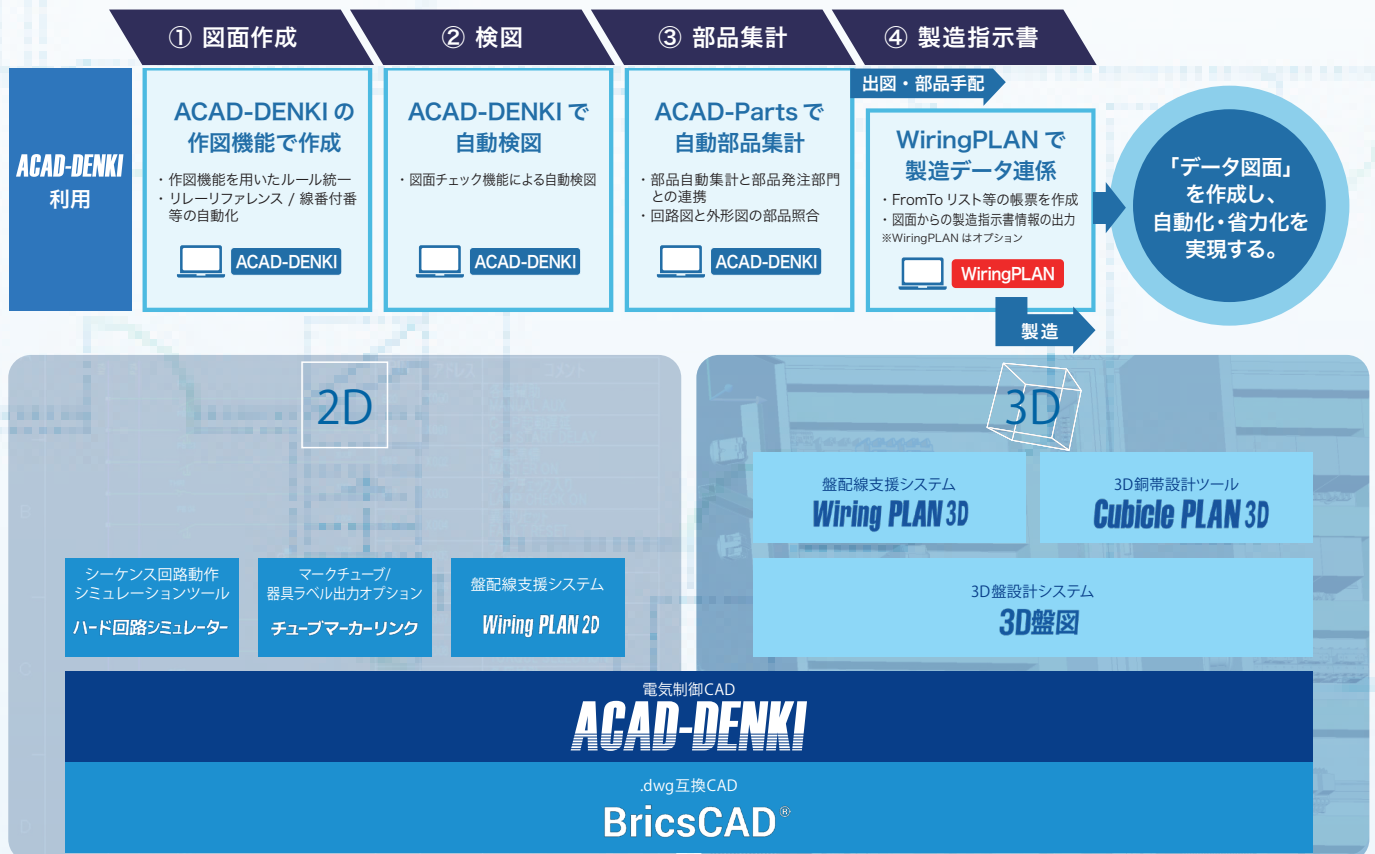 ① 図面作成
② 検図
③ 部品集計
④ 製造指示書
ACAD-DENKI
利用
ACAD-DENKI の
作図機能で作成
・作図機能を用いたルール統一
・リレーリファレンス / 線番付番
等の自動化
ACAD-DENKI
ACAD-DENKI で
自動検図
・図面チェック機能による自動検図
ACAD-DENKI
ACAD-Parts で
自動部品集計
・部品自動集計と部品発注部門
との連携
・回路図と外形図の部品照合
ACAD-DENKI
出図・部品手配
WiringPLAN で
製造データ連係
・FromTo リスト等の帳票を作成
・図面からの製造指示書情報の出力
※WiringPLAN はオプション
WiringPLAN
製造
「データ図面」
を作成し、
自動化・省力化を
実現する。
2D
アドレス
コメント
シーケンス回路動作
シミュレーションツール
ハード回路シミュレーター
マークチューブ/
器具ラベル出力オプション
チューブマーカーリンク
盤配線支援システム
Wiring PLAN 2D
3D
盤配線支援システム
Wiring PLAN 3D
3D銅帯設計ツール
Cubicle PLAN 3D
3D盤設計システム
3D盤図
電気制御CAD
ACAD-DENKI
.dwg互換CAD
BricsCAD®